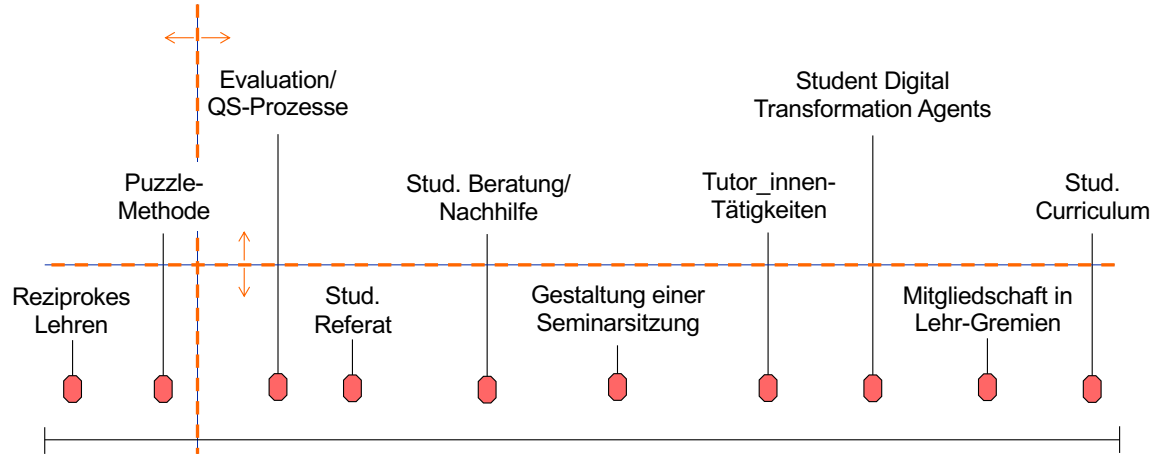 Evaluation/
QS-Prozesse
Student Digital
Transformation Agents
Puzzle-
Methode
Stud. Beratung/
Nachhilfe
Tutor_innen-
Tätigkeiten
Stud.
Curriculum
Reziprokes
Lehren
Stud.
Referat
Gestaltung einer
Seminarsitzung
Mitgliedschaft in
Lehr-Gremien